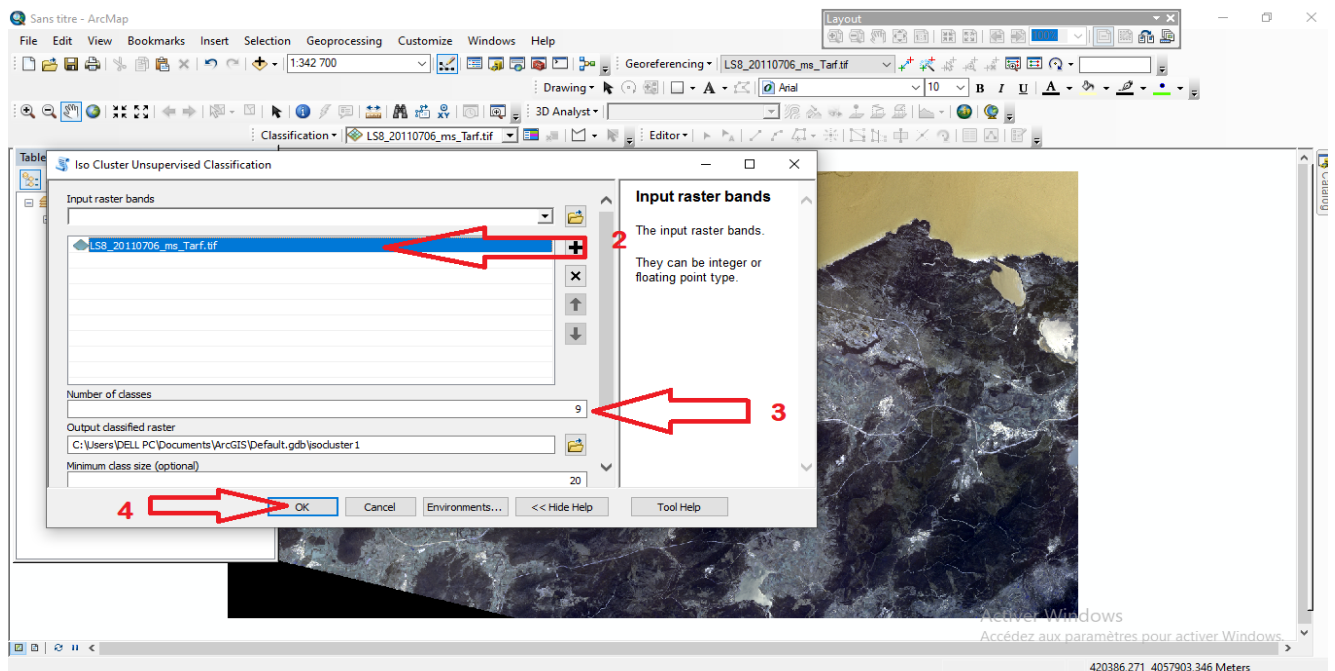 Sans titre - ArcMap
Layout
File Edit View Bookmarks Insert Selection Geoprocessing Customize Windows Help
1:342 700
Georeferencing
LS8_20110706_ms_Tarf.tif
Drawing
A
Arial
10
B I U A
3D Analyst
Classification
LS8_20110706_ms_Tarf.tif
Editor
Table
Catalog
Iso Cluster Unsupervised Classification
Input raster bands
LS8_20110706_ms_Tarf.tif
2
Number of classes
9
3
Output classified raster
C:\Users\DELL PC\Documents\ArcGIS\Default.gdb\isocluster1
Minimum class size (optional)
20
4
OK
Cancel
Environments...
<< Hide Help
Tool Help
Input raster bands
The input raster bands.
They can be integer or
floating point type.
Activer Windows
Accédez aux paramètres pour activer Windows.
420386,271 4057903,346 Meters